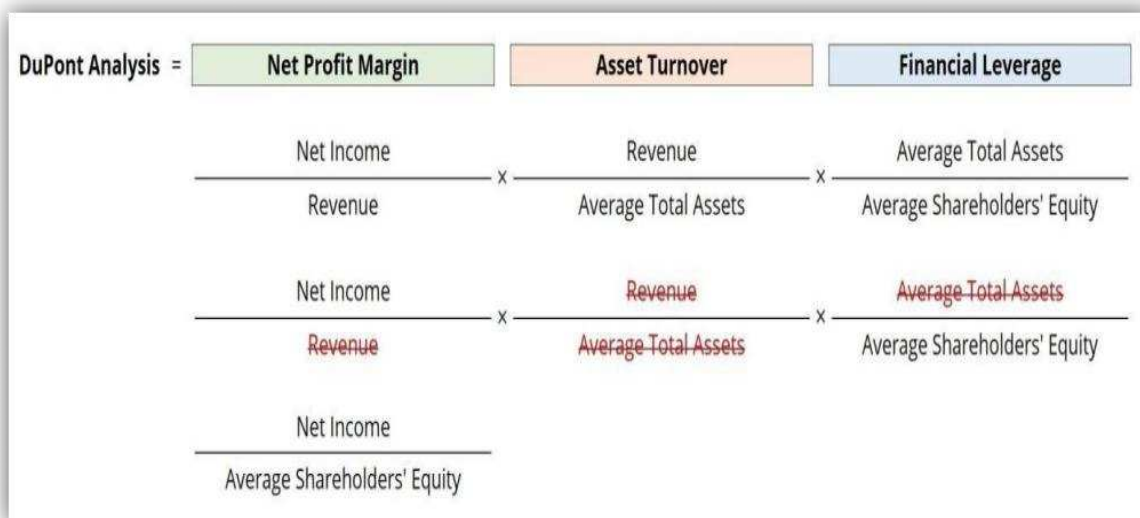 DuPont Analysis = Net Profit Margin Asset Turnover Financial Leverage
Net Income Revenue Average Total Assets
× ×
Revenue Average Total Assets Average Shareholders' Equity
Net Income Revenue Average Total Assets
× ×
Revenue Average Total Assets Average Shareholders' Equity
Net Income
Average Shareholders' Equity